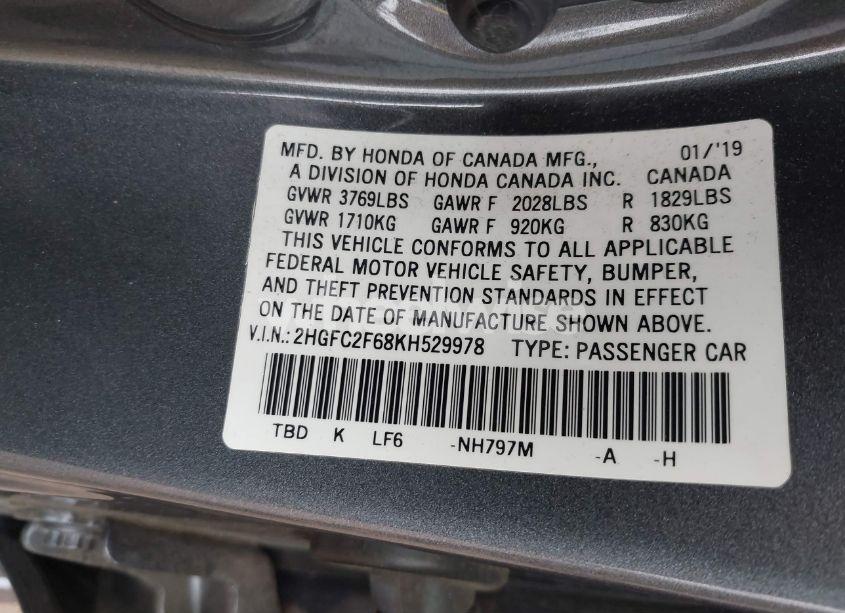 MFD. BY HONDA OF CANADA MFG., 01/'19
A DIVISION OF HONDA CANADA INC. CANADA
GVWR 3769LBS GAWR F 2028LBS R 1829LBS
GVWR 1710KG GAWR F 920KG R 830KG
THIS VEHICLE CONFORMS TO ALL APPLICABLE
FEDERAL MOTOR VEHICLE SAFETY, BUMPER,
AND THEFT PREVENTION STANDARDS IN EFFECT
ON THE DATE OF MANUFACTURE SHOWN ABOVE.
V.I.N.: 2HGFC2F68KH529978 TYPE: PASSENGER CAR
TBD K LF6 -NH797M -A -H